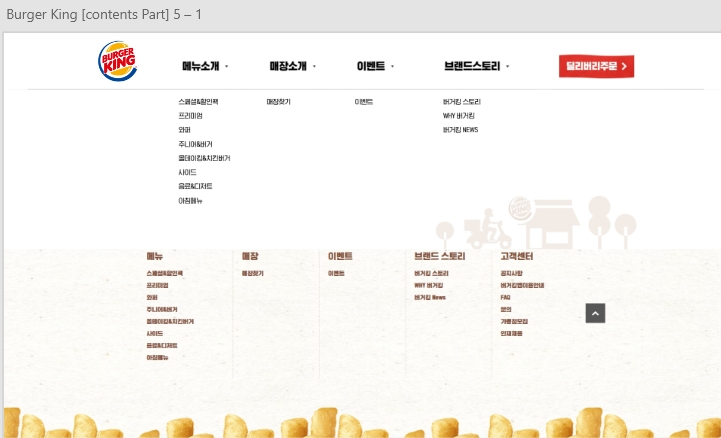 Burger King [contents Part] 5 – 1
BURGER
KING
메뉴소개 매장소개 이벤트 브랜드스토리 딜리버리주문
스페셜&할인팩 매장찾기 이벤트 버거킹 스토리
프리미엄 WHY 버거킹
와퍼 버거킹 NEWS
주니어&버거
올데이킹&치킨버거
사이드
음료&디저트
아침메뉴
메뉴 매장 이벤트 브랜드 스토리 고객센터
스페셜&할인팩 매장찾기 이벤트 버거킹 스토리 공지사항
프리미엄 WHY 버거킹 버거킹앱이용안내
와퍼 버거킹 News FAQ
주니어&버거 문의
올데이킹&치킨버거 가맹점모집
사이드 인재채용
음료&디저트
아침메뉴